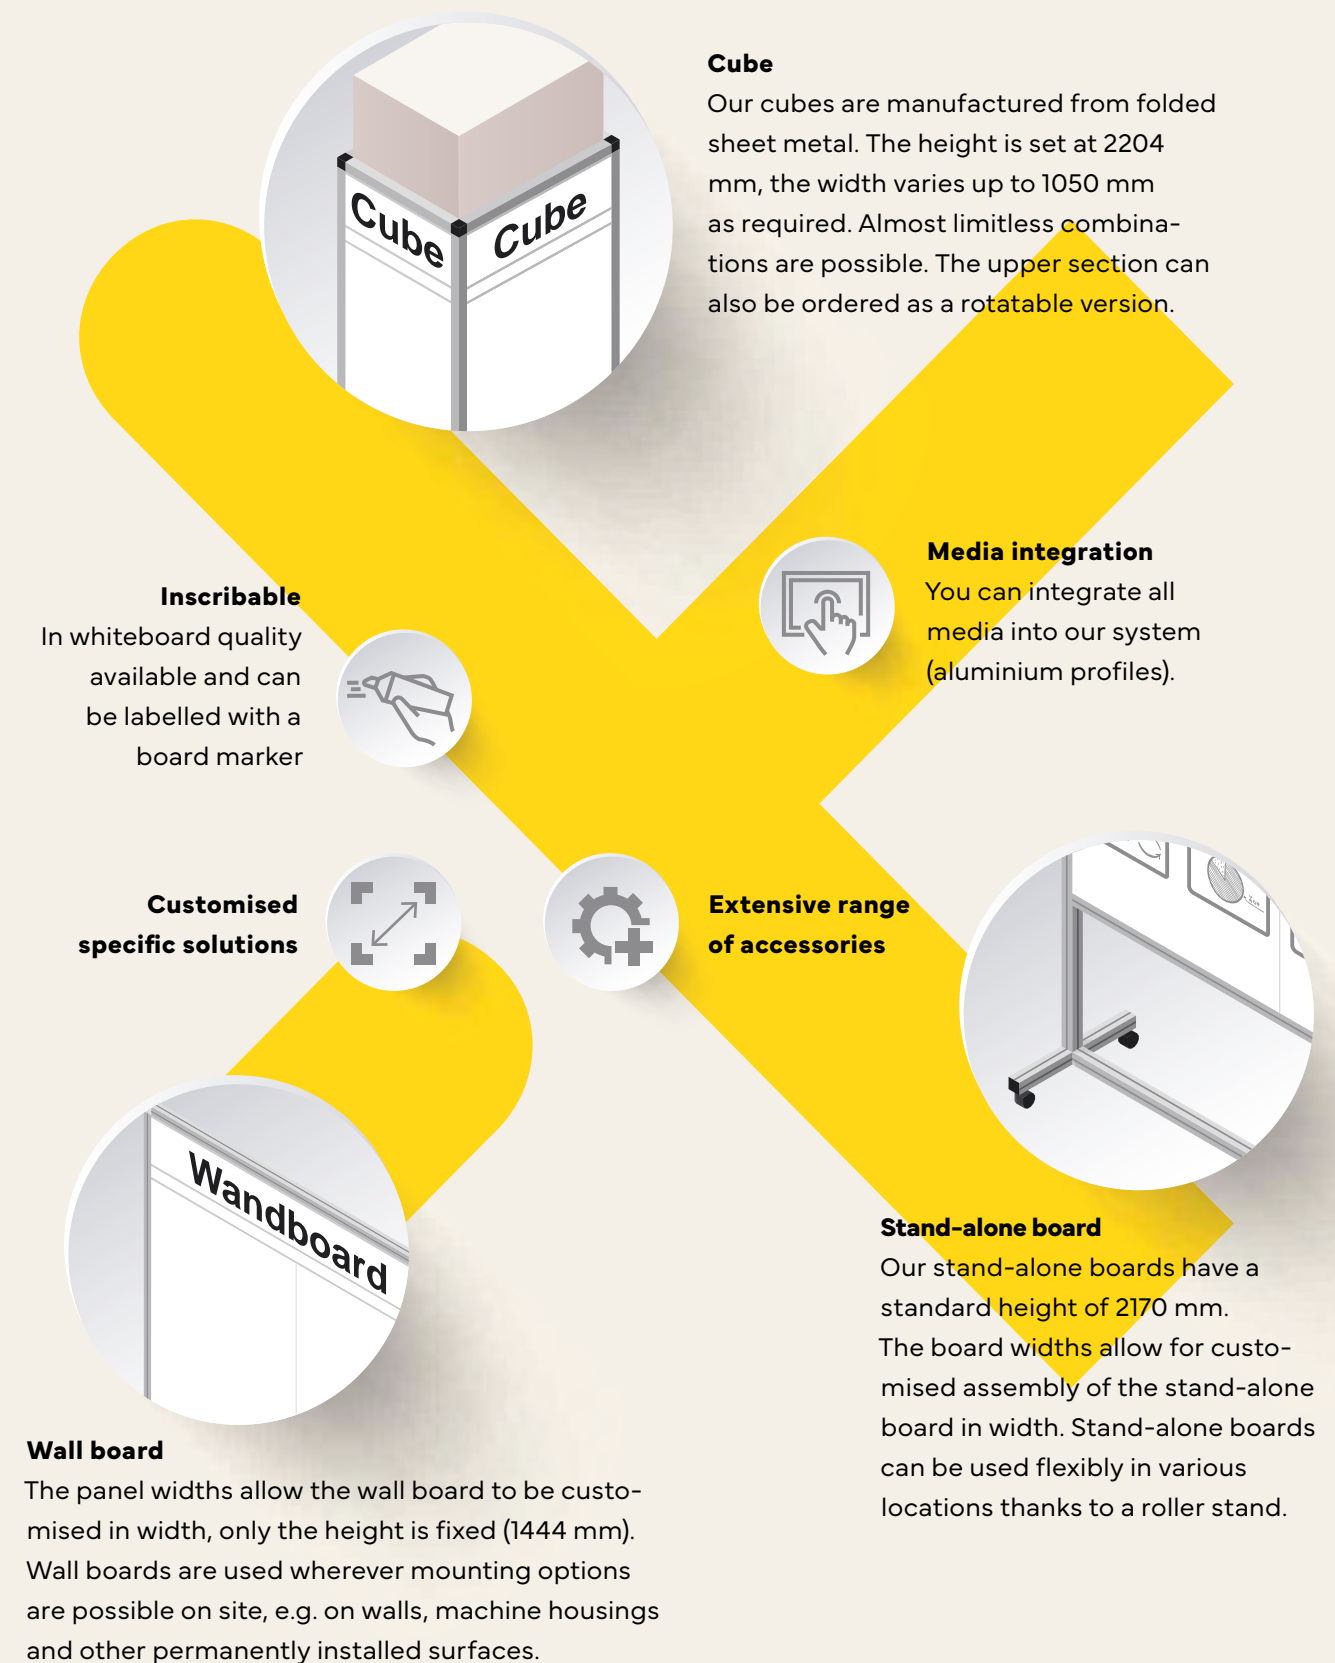 Cube
Our cubes are manufactured from folded
sheet metal. The height is set at 2204
mm, the width varies up to 1050 mm
as required. Almost limitless combina-
tions are possible. The upper section can
also be ordered as a rotatable version.
Cube
Cube
Media integration
You can integrate all
media into our system
(aluminium profiles).
Inscribable
In whiteboard quality
available and can
be labelled with a
board marker
Customised
specific solutions
Extensive range
of accessories
Wandboard
Stand-alone board
Our stand-alone boards have a
standard height of 2170 mm.
The board widths allow for custo-
mised assembly of the stand-alone
board in width. Stand-alone boards
can be used flexibly in various
locations thanks to a roller stand.
Wall board
The panel widths allow the wall board to be custo-
mised in width, only the height is fixed (1444 mm).
Wall boards are used wherever mounting options
are possible on site, e.g. on walls, machine housings
and other permanently installed surfaces.